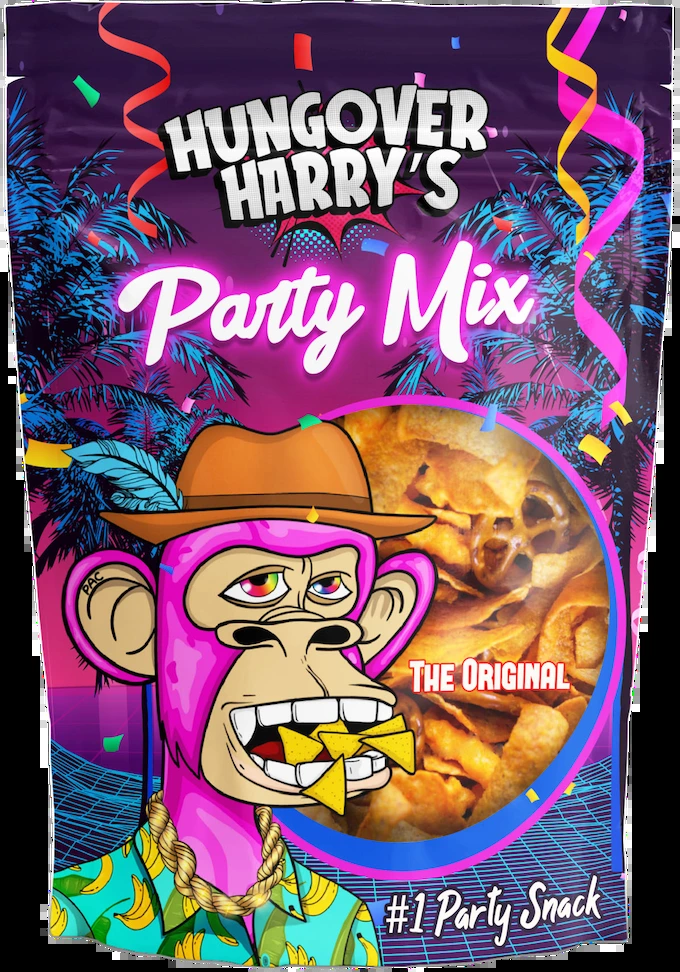 HUNGOVER
HARRY'S
Party Mix
PAC
THE ORIGINAL
#1 Party Snack